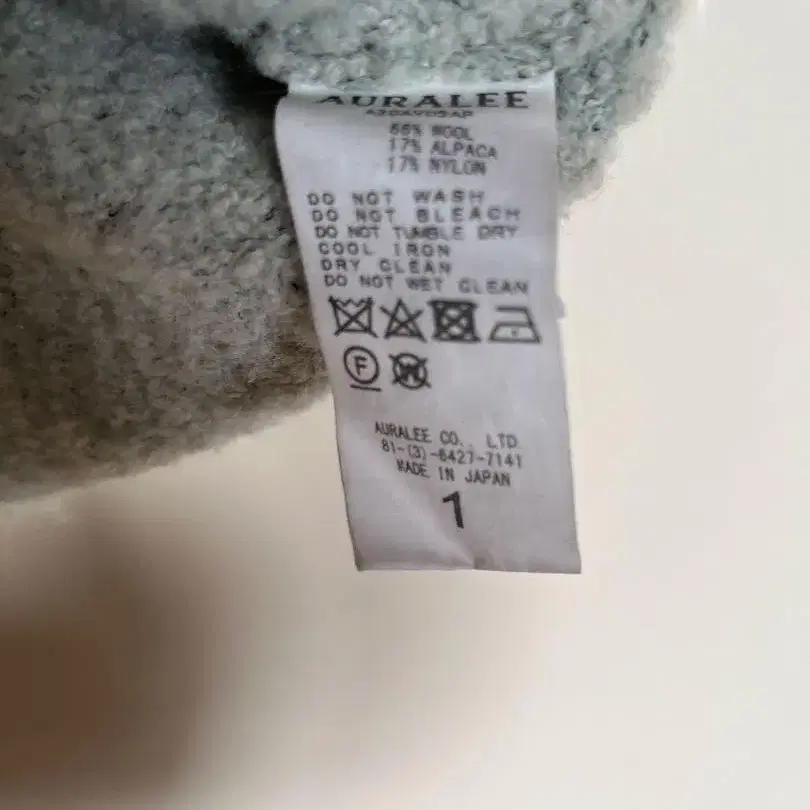 AURALEE
66% WOOL
17% ALPACA
17% NYLON
DO NOT WASH
DO NOT BLEACH
DO NOT TUMBLE DRY
COOL IRON
DRY CLEAN
DO NOT WET CLEAN
F W
AURALEE CO., LTD.
81-(3)-6427-7141
MADE IN JAPAN
1